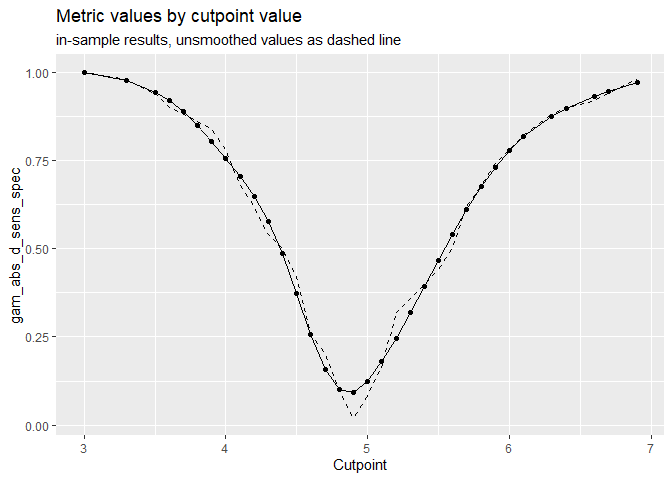 Metric values by cutpoint value
in-sample results, unsmoothed values as dashed line
1.00
0.75
0.50
0.25
0.00
gam_abs_d_sens_spec
3 4 5 6 7
Cutpoint